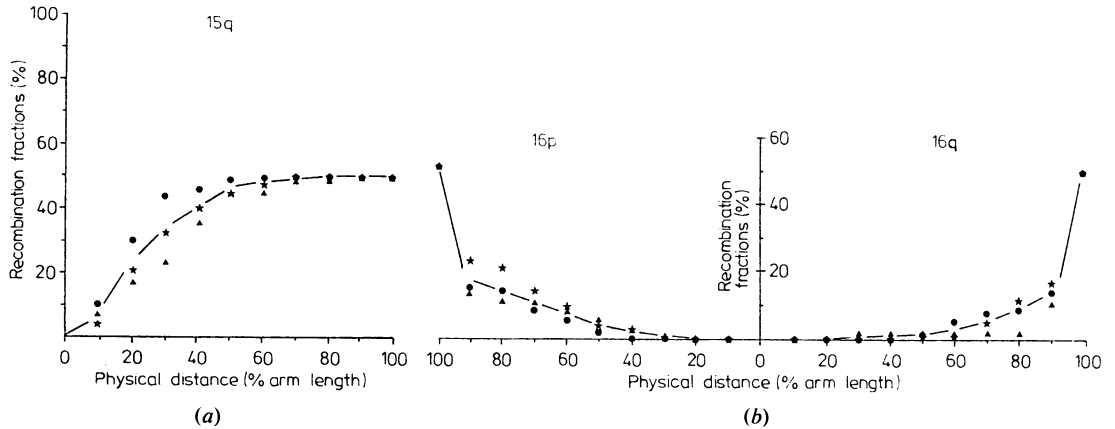 15q
100
80
60
40
20
Recombination fractions (%)
0 20 40 60 80 100
Physical distance (% arm length)
(a)
16p
16q
60
40
20
0
Recombination
fractions (%)
100 80 60 40 20 0 20 40 60 80 100
Physical distance (% arm length)
(b)